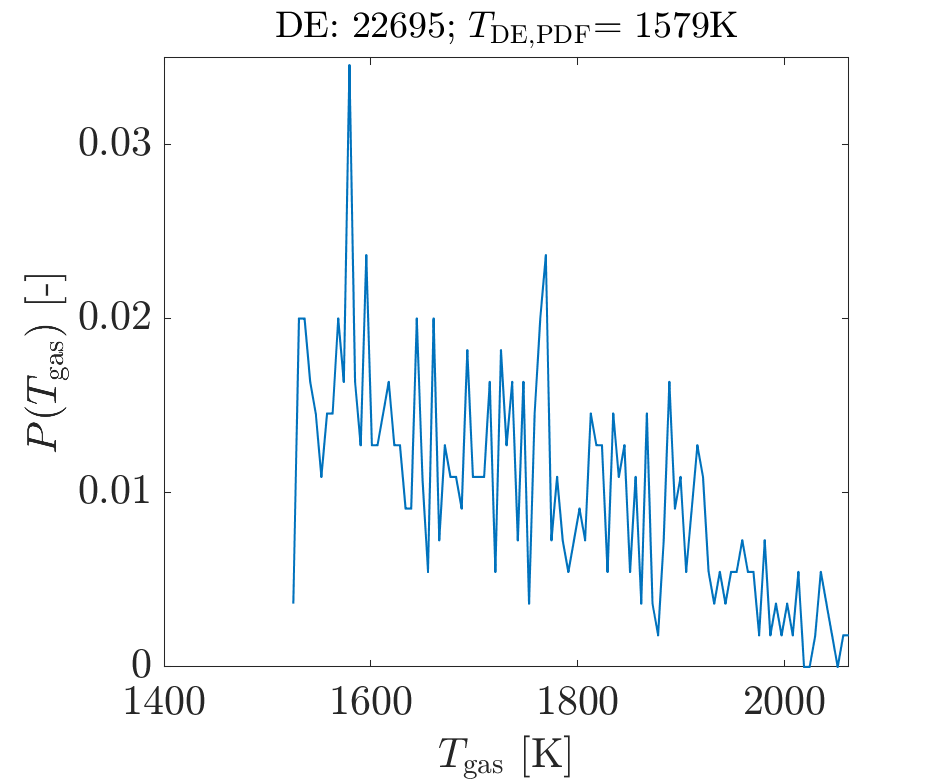 DE: 22695; T_DE,PDF= 1579K
0.03
0.02
0.01
0
P(T_gas) [-]
1400 1600 1800 2000
T_gas [K]